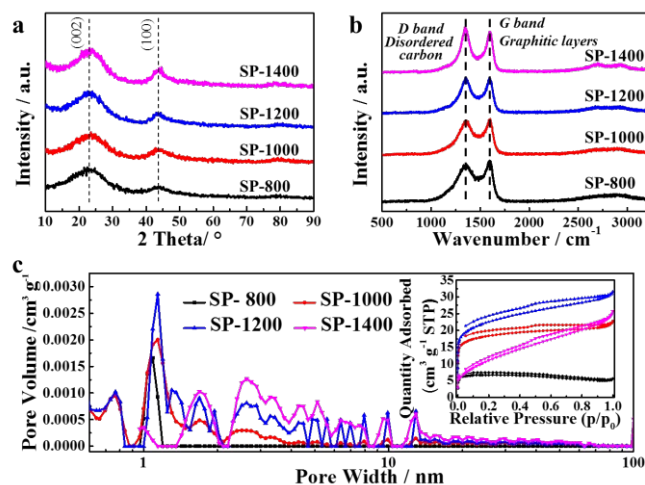 a
(002)
(100)
SP-1400
SP-1200
SP-1000
SP-800
Intensity / a.u.
10 20 30 40 50 60 70 80 90
2 Theta/ °
b
D band
Disordered
carbon
G band
Graphitic layers
SP-1400
SP-1200
SP-1000
SP-800
Intensity / a.u.
500 1000 1500 2000 2500 3000
Wavenumber / cm-1
c
SP- 800 SP-1000
SP-1200 SP-1400
Pore Volume /cm³ g⁻¹
0.0030
0.0025
0.0020
0.0015
0.0010
0.0005
0.0000
1 10 100
Pore Width / nm
Quantity Adsorbed
(cm³ g⁻¹ STP)
35
30
25
20
15
10
5
0
0.0 0.2 0.4 0.6 0.8 1.0
Relative Pressure (p/p₀)